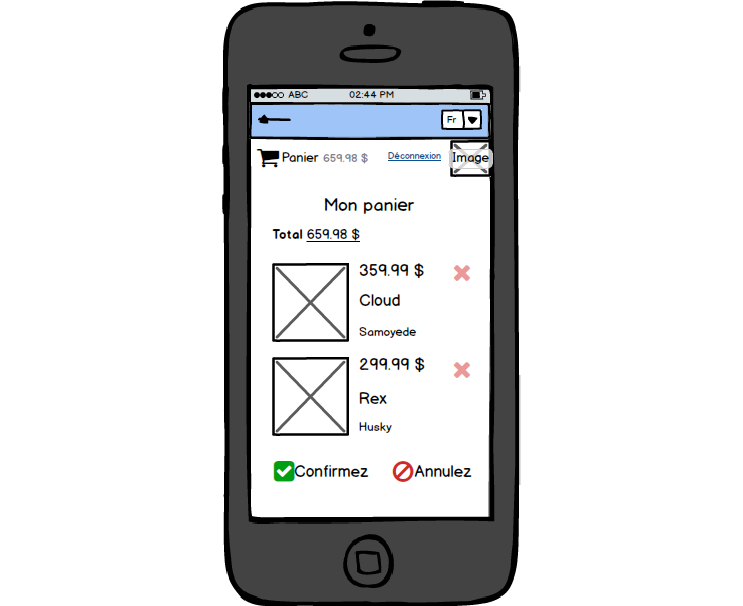 ABC 02:44 PM
Fr
Panier 659.98 $ Déconnexion Image
Mon panier
Total 659.98 $
359.99 $
Cloud
Samoyede
299.99 $
Rex
Husky
Confirmez Annulez